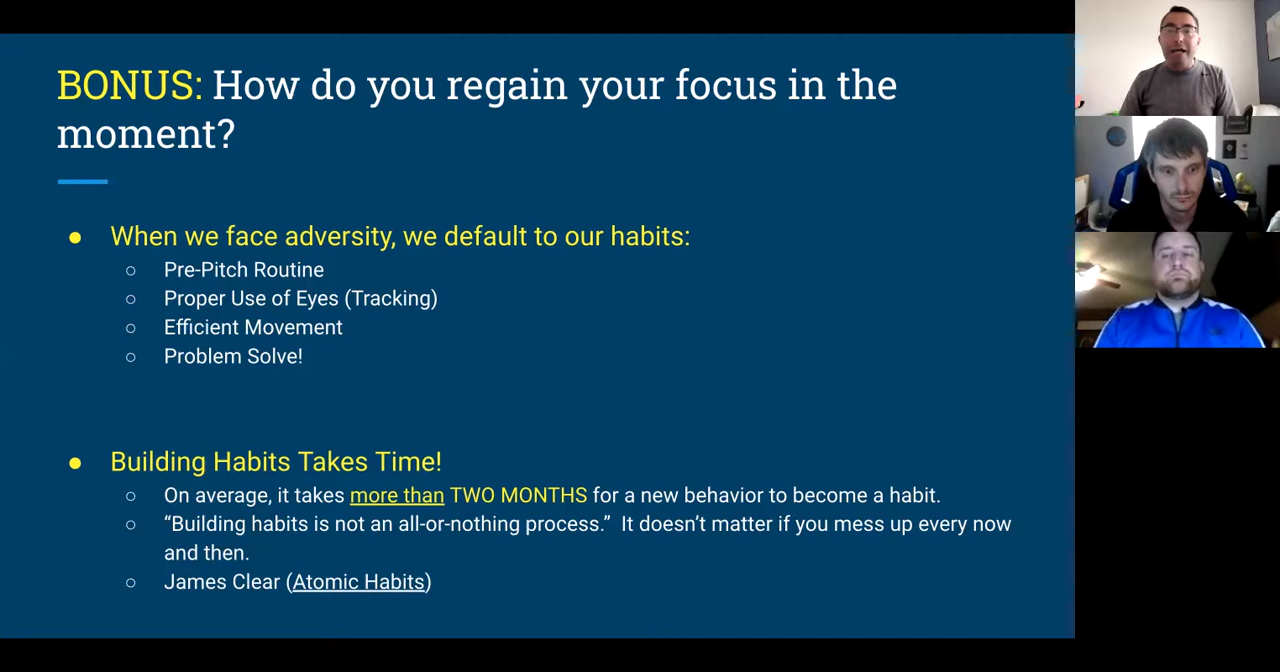 BONUS: How do you regain your focus in the
moment?
● When we face adversity, we default to our habits:
○ Pre-Pitch Routine
○ Proper Use of Eyes (Tracking)
○ Efficient Movement
○ Problem Solve!
● Building Habits Takes Time!
○ On average, it takes more than TWO MONTHS for a new behavior to become a habit.
○ “Building habits is not an all-or-nothing process.”  It doesn’t matter if you mess up every now
and then.
○ James Clear (Atomic Habits)